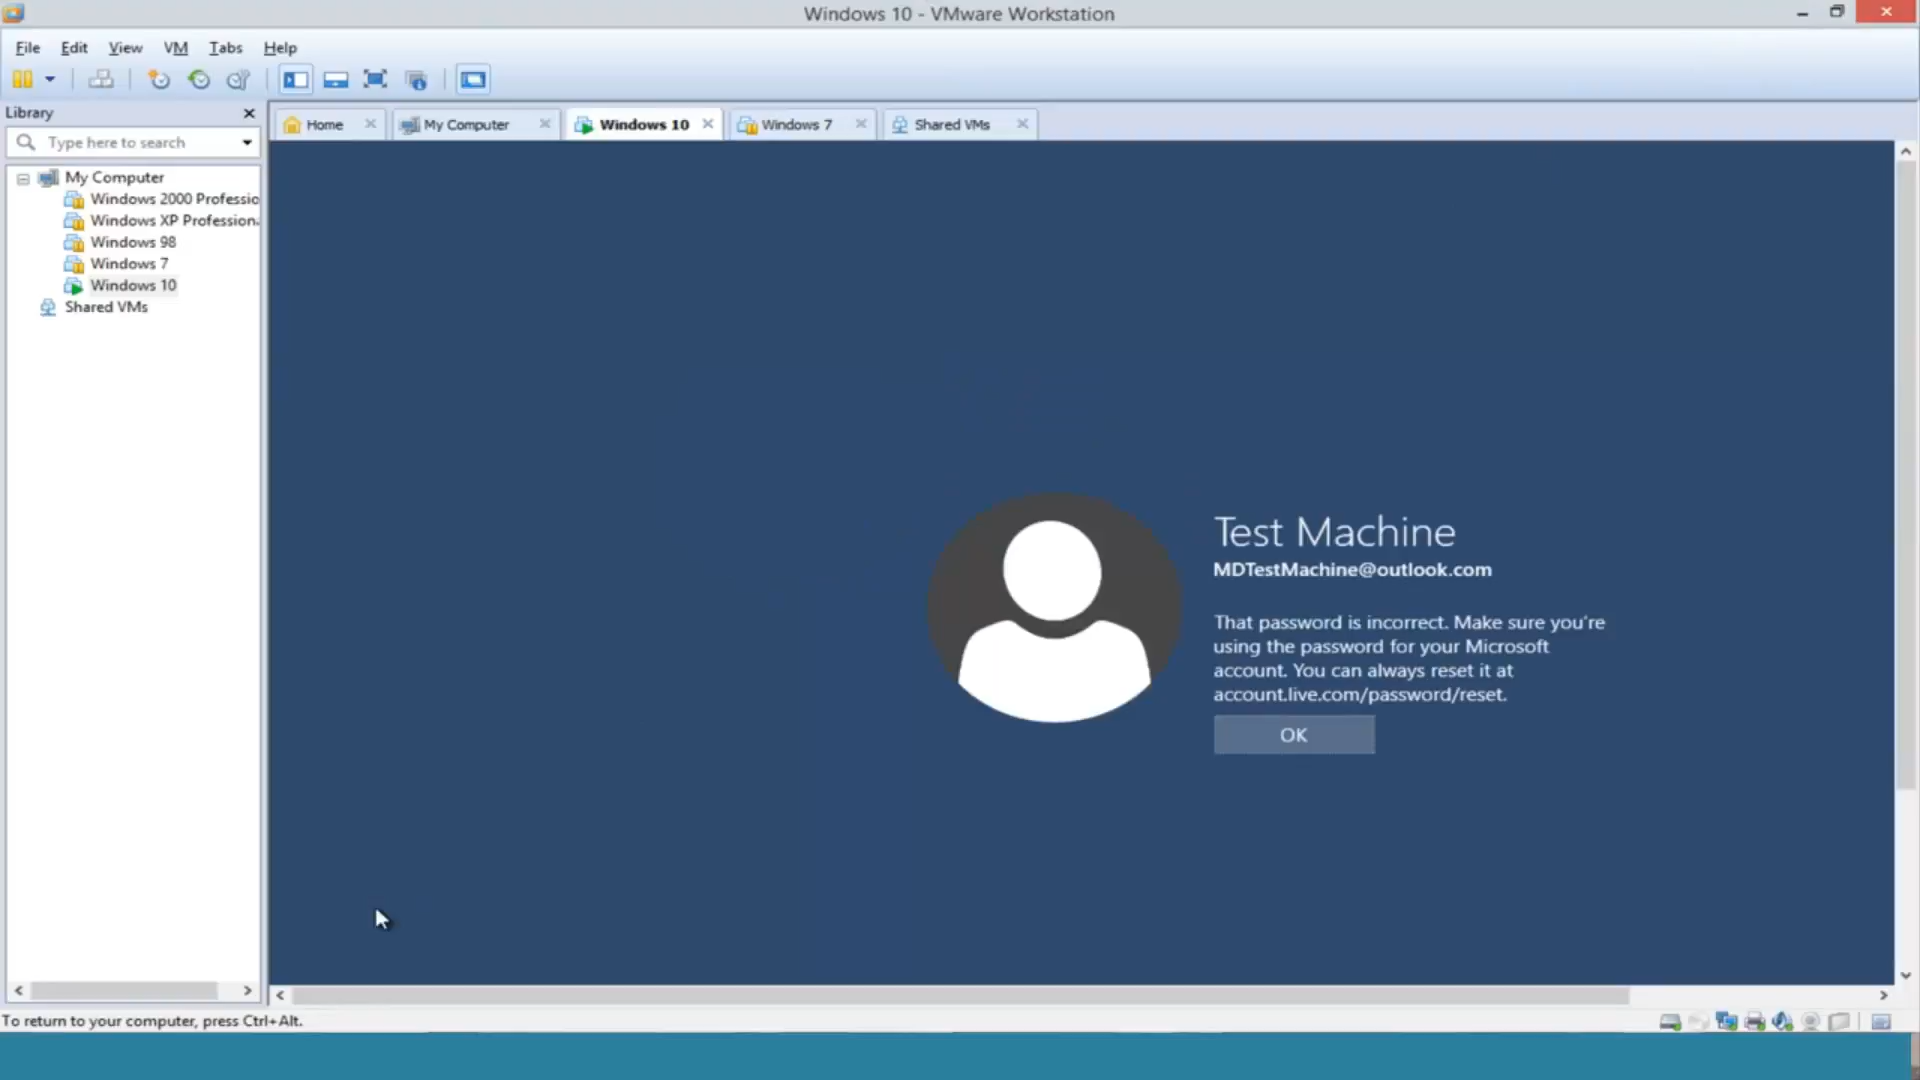 Windows 10 - VMware Workstation
File Edit View VM Tabs Help
Library
Type here to search
My Computer
Windows 2000 Professio
Windows XP Profession
Windows 98
Windows 7
Windows 10
Shared VMs
Home
My Computer
Windows 10
Windows 7
Shared VMs
Test Machine
MDTestMachine@outlook.com
That password is incorrect. Make sure you're
using the password for your Microsoft
account. You can always reset it at
account.live.com/password/reset.
OK
To return to your computer, press Ctrl+Alt.